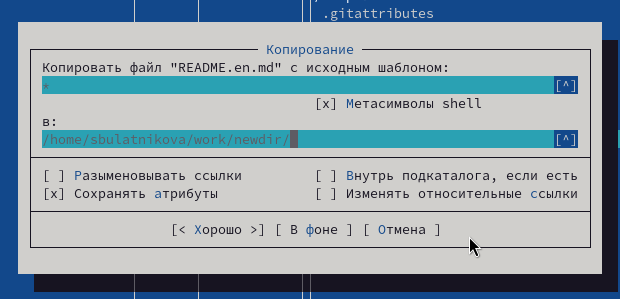 .gitattributes
Копирование
Копировать файл "README.en.md" с исходным шаблоном:
* [^]
[x] Метасимволы shell
в:
/home/sbulatnikova/work/newdir/ [^]
[ ] Разыменовывать ссылки [ ] Внутрь подкаталога, если есть
[x] Сохранять атрибуты [ ] Изменять относительные ссылки
[< Хорошо >] [ В фоне ] [ Отмена ]